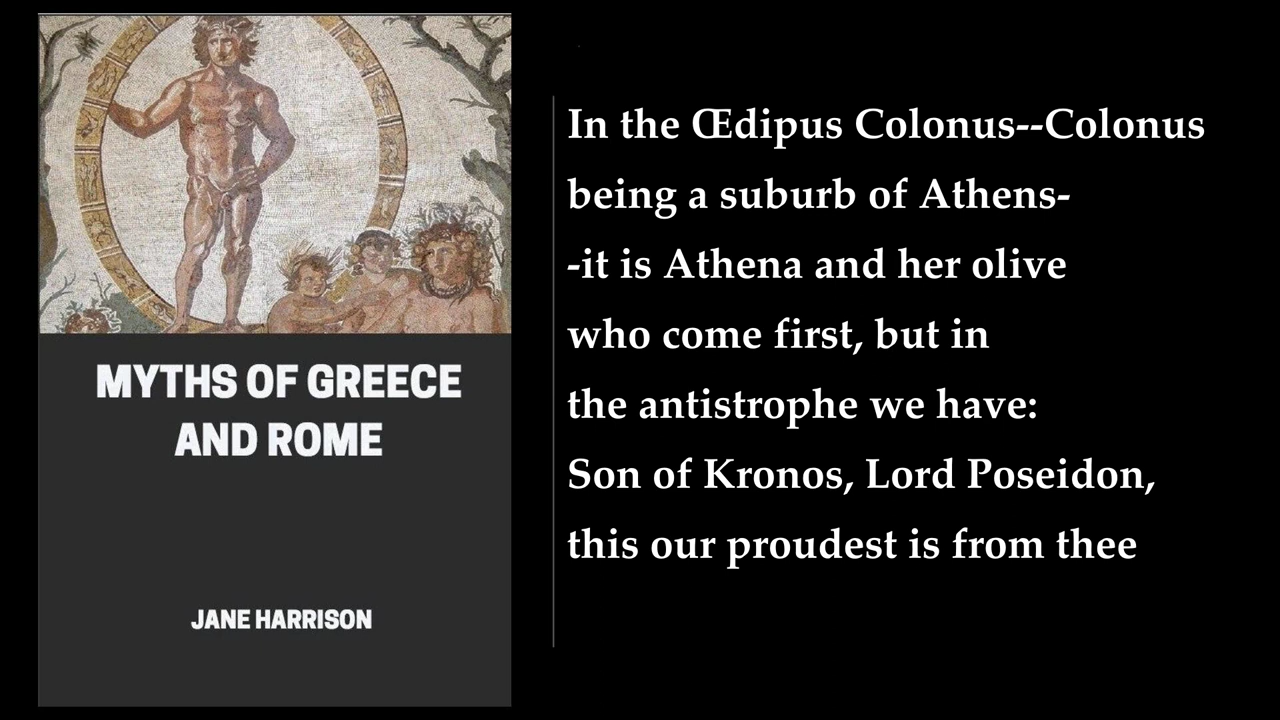 MYTHS OF GREECE
AND ROME
JANE HARRISON
In the Œdipus Colonus--Colonus
being a suburb of Athens-
-it is Athena and her olive
who come first, but in
the antistrophe we have:
Son of Kronos, Lord Poseidon,
this our proudest is from thee